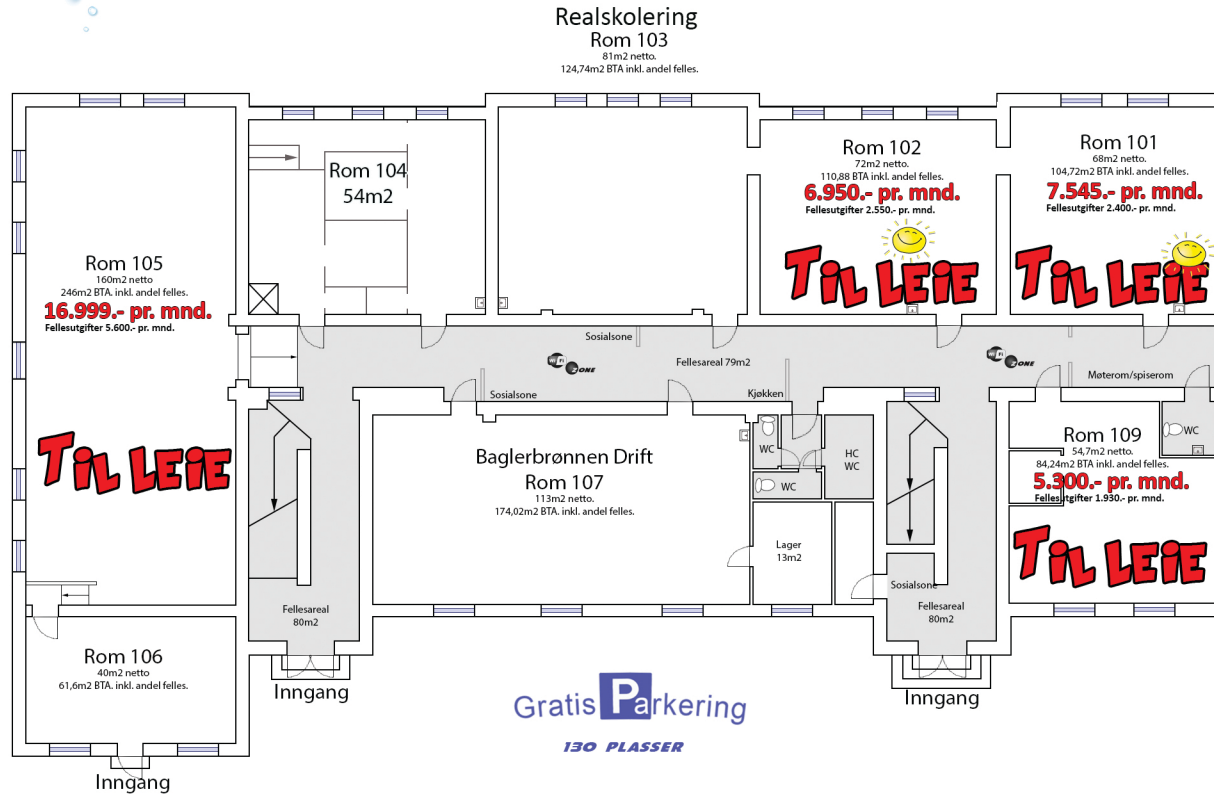 Realskolering
Rom 103
81m2 netto.
124,74m2 BTA inkl. andel felles.
Rom 104
54m2
Rom 102
72m2 netto.
110,88 BTA inkl. andel felles.
6.950.- pr. mnd.
Fellesutgifter 2.550.- pr. mnd.
TIL LEIE
Rom 101
68m2 netto.
104,72m2 BTA inkl. andel felles.
7.545.- pr. mnd.
Fellesutgifter 2.400.- pr. mnd.
TIL LEIE
Rom 105
160m2 netto
246m2 BTA. inkl. andel felles.
16.999.- pr. mnd.
Fellesutgifter 5.600.- pr. mnd.
TIL LEIE
Sosialsone
Wi Fi ZONE
Fellesareal 79m2
Sosialsone
Kjøkken
Wi Fi ZONE
Møterom/spiserom
Baglerbrønnen Drift
Rom 107
113m2 netto.
174,02m2 BTA. inkl. andel felles.
WC
WC
HC
WC
Lager
13m2
WC
Rom 109
54,7m2 netto.
84,24m2 BTA inkl. andel felles.
5.300.- pr. mnd.
Fellesutgifter 1.930.- pr. mnd.
TIL LEIE
Sosialsone
Fellesareal
80m2
Fellesareal
80m2
Rom 106
40m2 netto
61,6m2 BTA. inkl. andel felles.
Inngang
Inngang
Inngang
Gratis Parkering
130 PLASSER